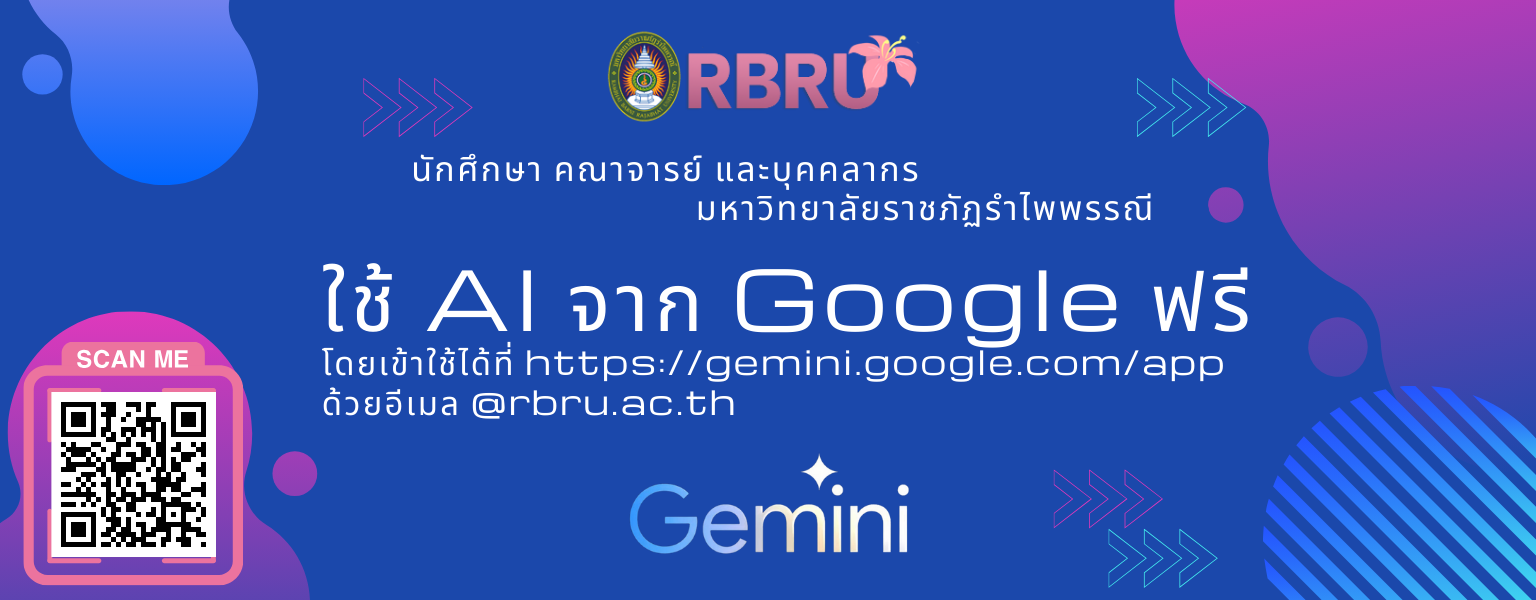 RBRU
นักศึกษา คณาจารย์ และบุคคลากร
มหาวิทยาลัยราชภัฏรำไพพรรณี
ใช้ AI จาก Google ฟรี
โดยเข้าใช้ได้ที่ https://gemini.google.com/app
ด้วยอีเมล @rbru.ac.th
SCAN ME
Gemini